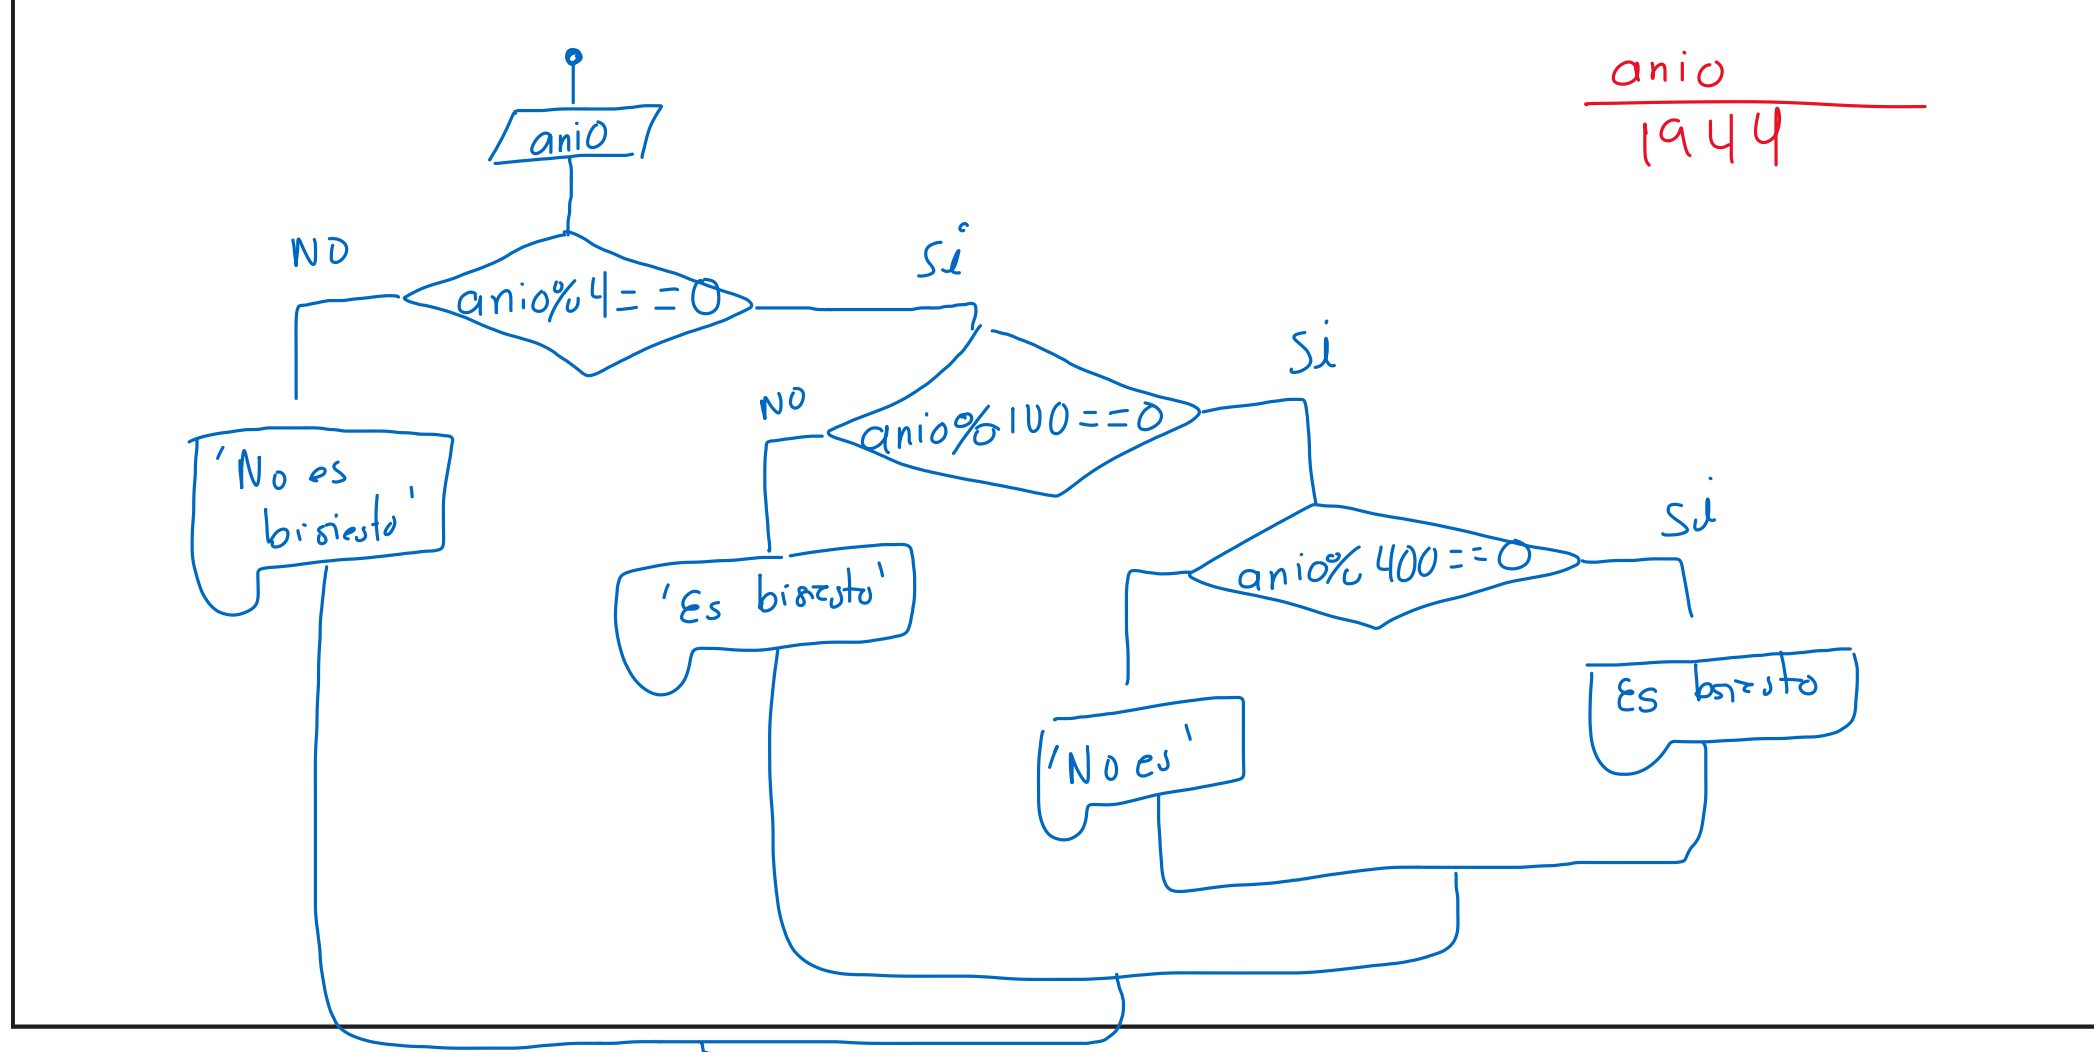 anio
1944
anio
NO
Si
anio%4==0
Si
NO
anio%100==0
'No es
bisiesto'
Si
anio%400==0
'Es bisiesto'
Es bisiesto
'No es'